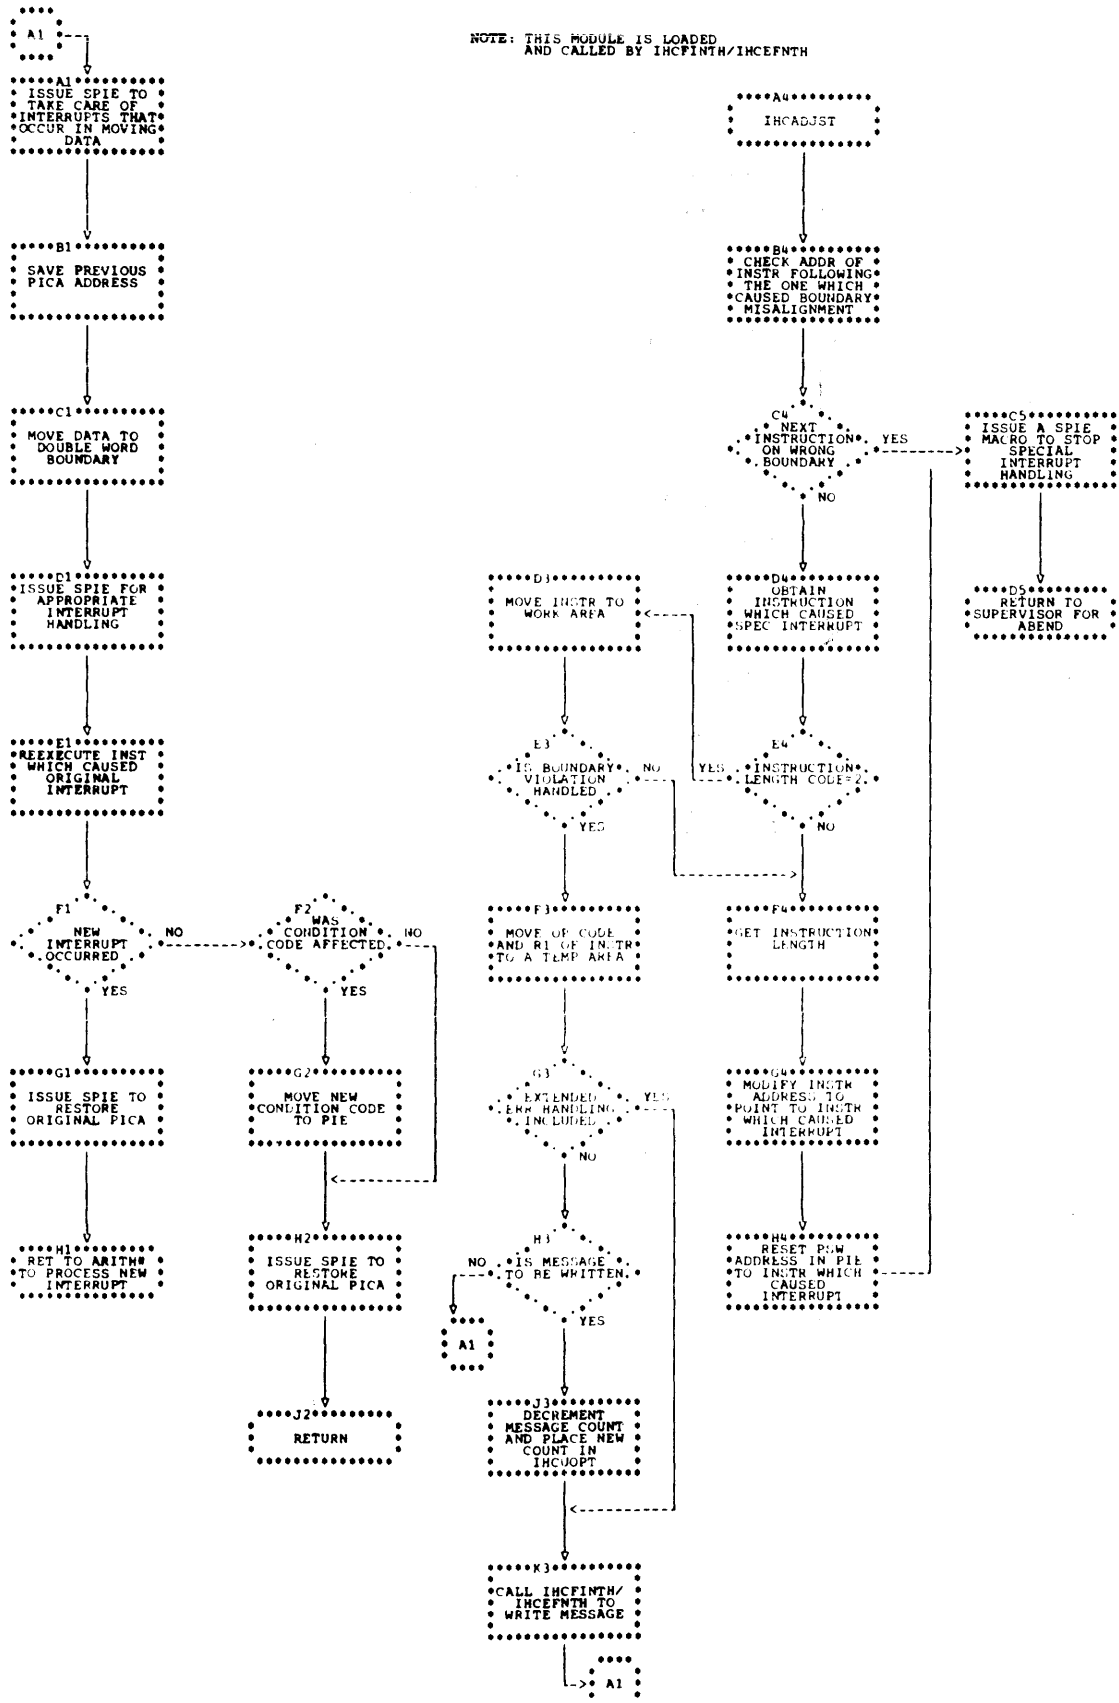 A1
NOTE: THIS MODULE IS LOADED
AND CALLED BY IHCFINTH/IHCEFNTH
A1
ISSUE SPIE TO
TAKE CARE OF
INTERRUPTS THAT
OCCUR IN MOVING
DATA
B1
SAVE PREVIOUS
PICA ADDRESS
C1
MOVE DATA TO
DOUBLE WORD
BOUNDARY
D1
ISSUE SPIE FOR
APPROPRIATE
INTERRUPT
HANDLING
E1
REEXECUTE INST
WHICH CAUSED
ORIGINAL
INTERRUPT
F1
NEW
INTERRUPT
OCCURRED
NO
YES
G1
ISSUE SPIE TO
RESTORE
ORIGINAL PICA
H1
RET TO ARITH#
TO PROCESS NEW
INTERRUPT
F2
WAS
CONDITION
CODE AFFECTED
NO
YES
G2
MOVE NEW
CONDITION CODE
TO PIE
H2
ISSUE SPIE TO
RESTORE
ORIGINAL PICA
J2
RETURN
D3
MOVE INSTR TO
WORK AREA
E3
IS BOUNDARY
VIOLATION
HANDLED
NO
YES
F3
MOVE OP CODE
AND R1 OF INSTR
TO A TEMP AREA
G3
EXTENDED
ERR HANDLING
INCLUDED
YES
NO
H3
IS MESSAGE
TO BE WRITTEN
NO
YES
A1
J3
DECREMENT
MESSAGE COUNT
AND PLACE NEW
COUNT IN
IHCUOPT
K3
CALL IHCFINTH/
IHCEFNTH TO
WRITE MESSAGE
A1
A4
IHCADJST
B4
CHECK ADDR OF
INSTR FOLLOWING
THE ONE WHICH
CAUSED BOUNDARY
MISALIGNMENT
C4
NEXT
INSTRUCTION
ON WRONG
BOUNDARY
YES
NO
D4
OBTAIN
INSTRUCTION
WHICH CAUSED
SPEC INTERRUPT
E4
INSTRUCTION
LENGTH CODE=2
YES
NO
F4
GET INSTRUCTION
LENGTH
G4
MODIFY INSTR
ADDRESS TO
POINT TO INSTR
WHICH CAUSED
INTERRUPT
H4
RESET PSW
ADDRESS IN PIE
TO INSTR WHICH
CAUSED
INTERRUPT
C5
ISSUE A SPIE
MACRO TO STOP
SPECIAL
INTERRUPT
HANDLING
D5
RETURN TO
SUPERVISOR FOR
ABEND